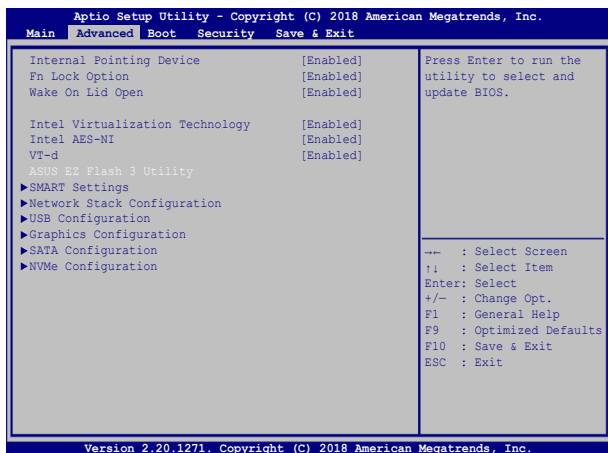 Aptio Setup Utility - Copyright (C) 2018 American Megatrends, Inc.
Main Advanced Boot Security Save & Exit
Internal Pointing Device [Enabled]
Fn Lock Option [Enabled]
Wake On Lid Open [Enabled]
Intel Virtualization Technology [Enabled]
Intel AES-NI [Enabled]
VT-d [Enabled]
ASUS EZ Flash 3 Utility
▶SMART Settings
▶Network Stack Configuration
▶USB Configuration
▶Graphics Configuration
▶SATA Configuration
▶NVMe Configuration
Press Enter to run the
utility to select and
update BIOS.
→← : Select Screen
↑↓ : Select Item
Enter: Select
+/— : Change Opt.
F1 : General Help
F9 : Optimized Defaults
F10 : Save & Exit
ESC : Exit
Version 2.20.1271. Copyright (C) 2018 American Megatrends, Inc.